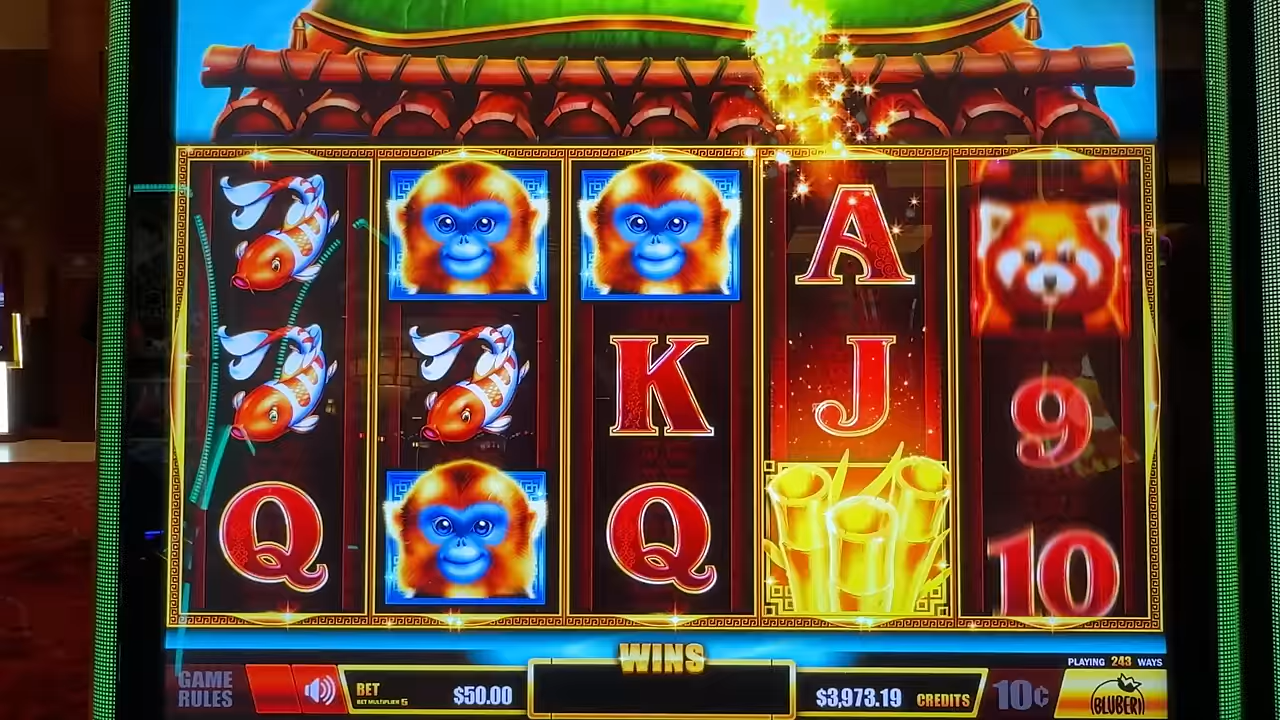 A
K
J
9
Q
Q
10
WINS
PLAYING 243 WAYS
GAME
RULES
BET
BET MULTIPLIER 5
$50.00
$3,973.19 CREDITS
10¢
BLUBERI